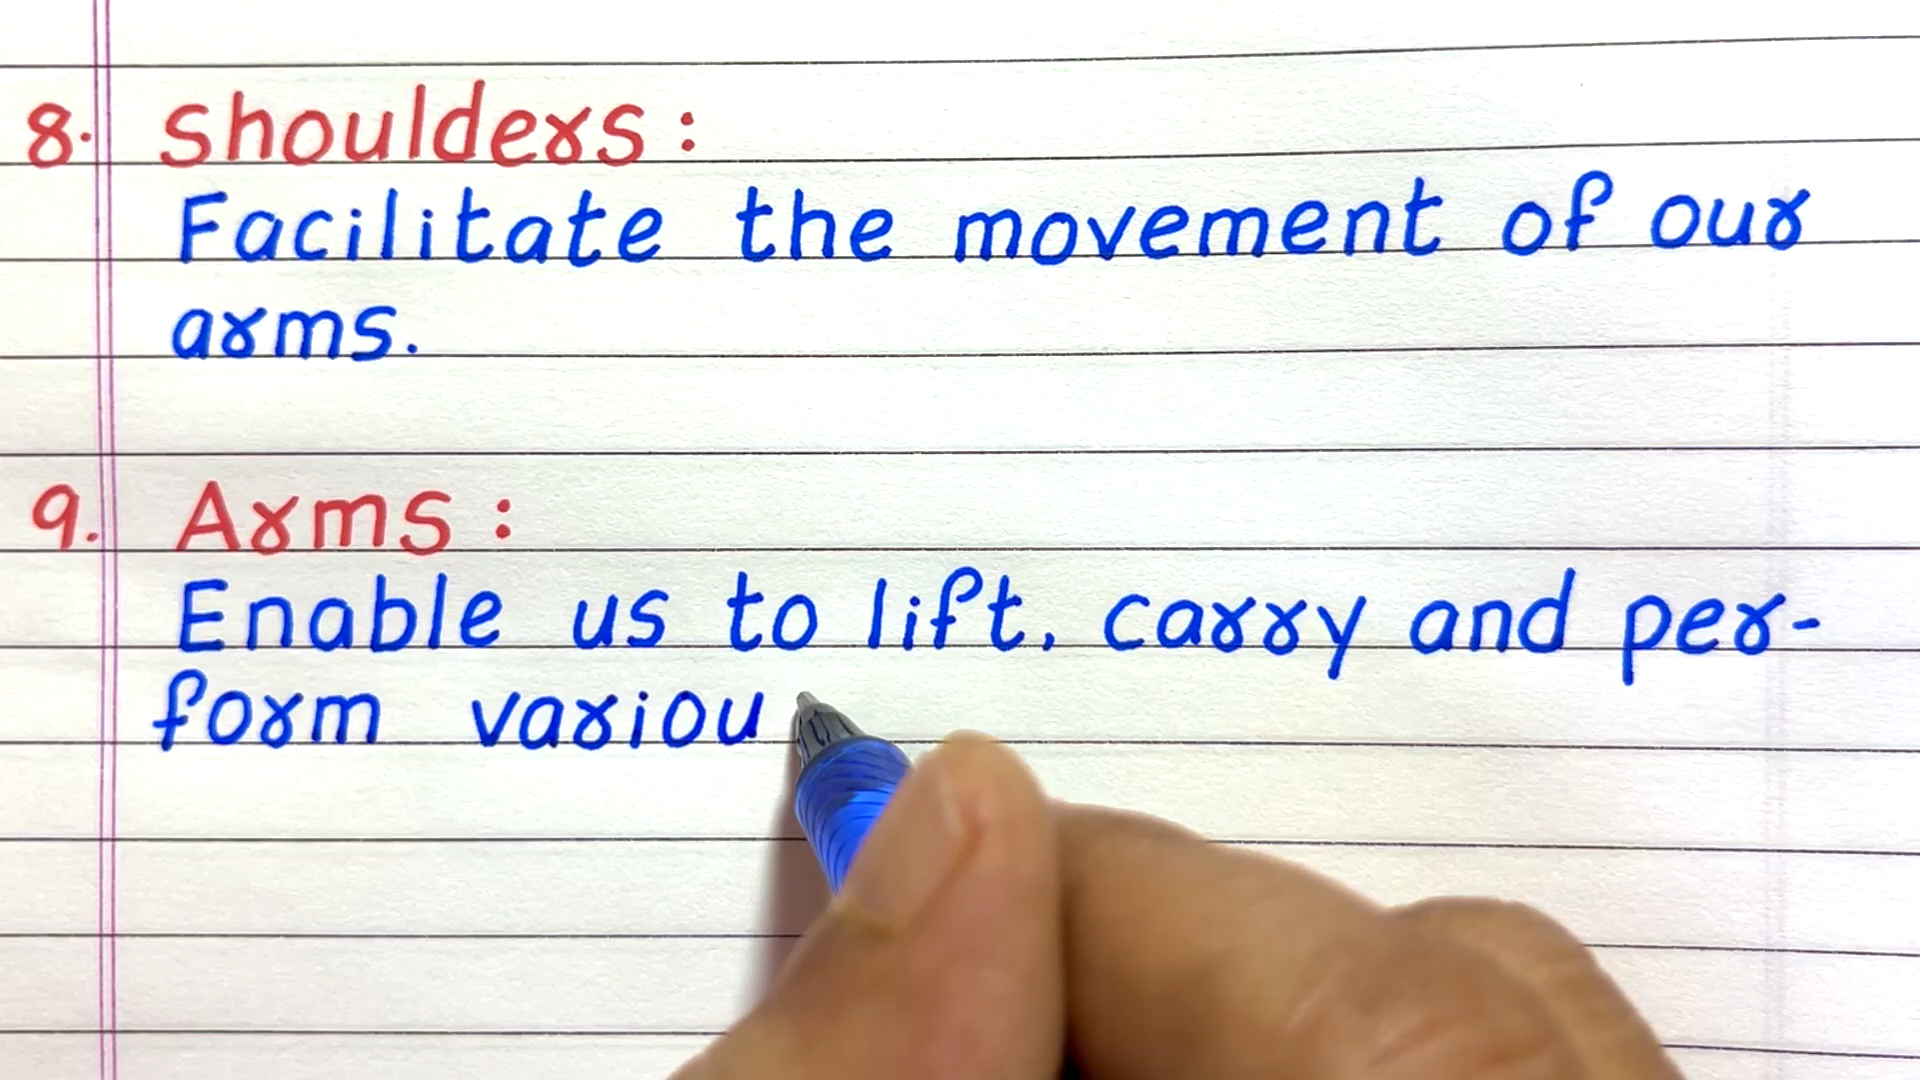 8. Shoulders :
Facilitate the movement of our
arms.
9. Arms :
Enable us to lift, carry and per-
form variou